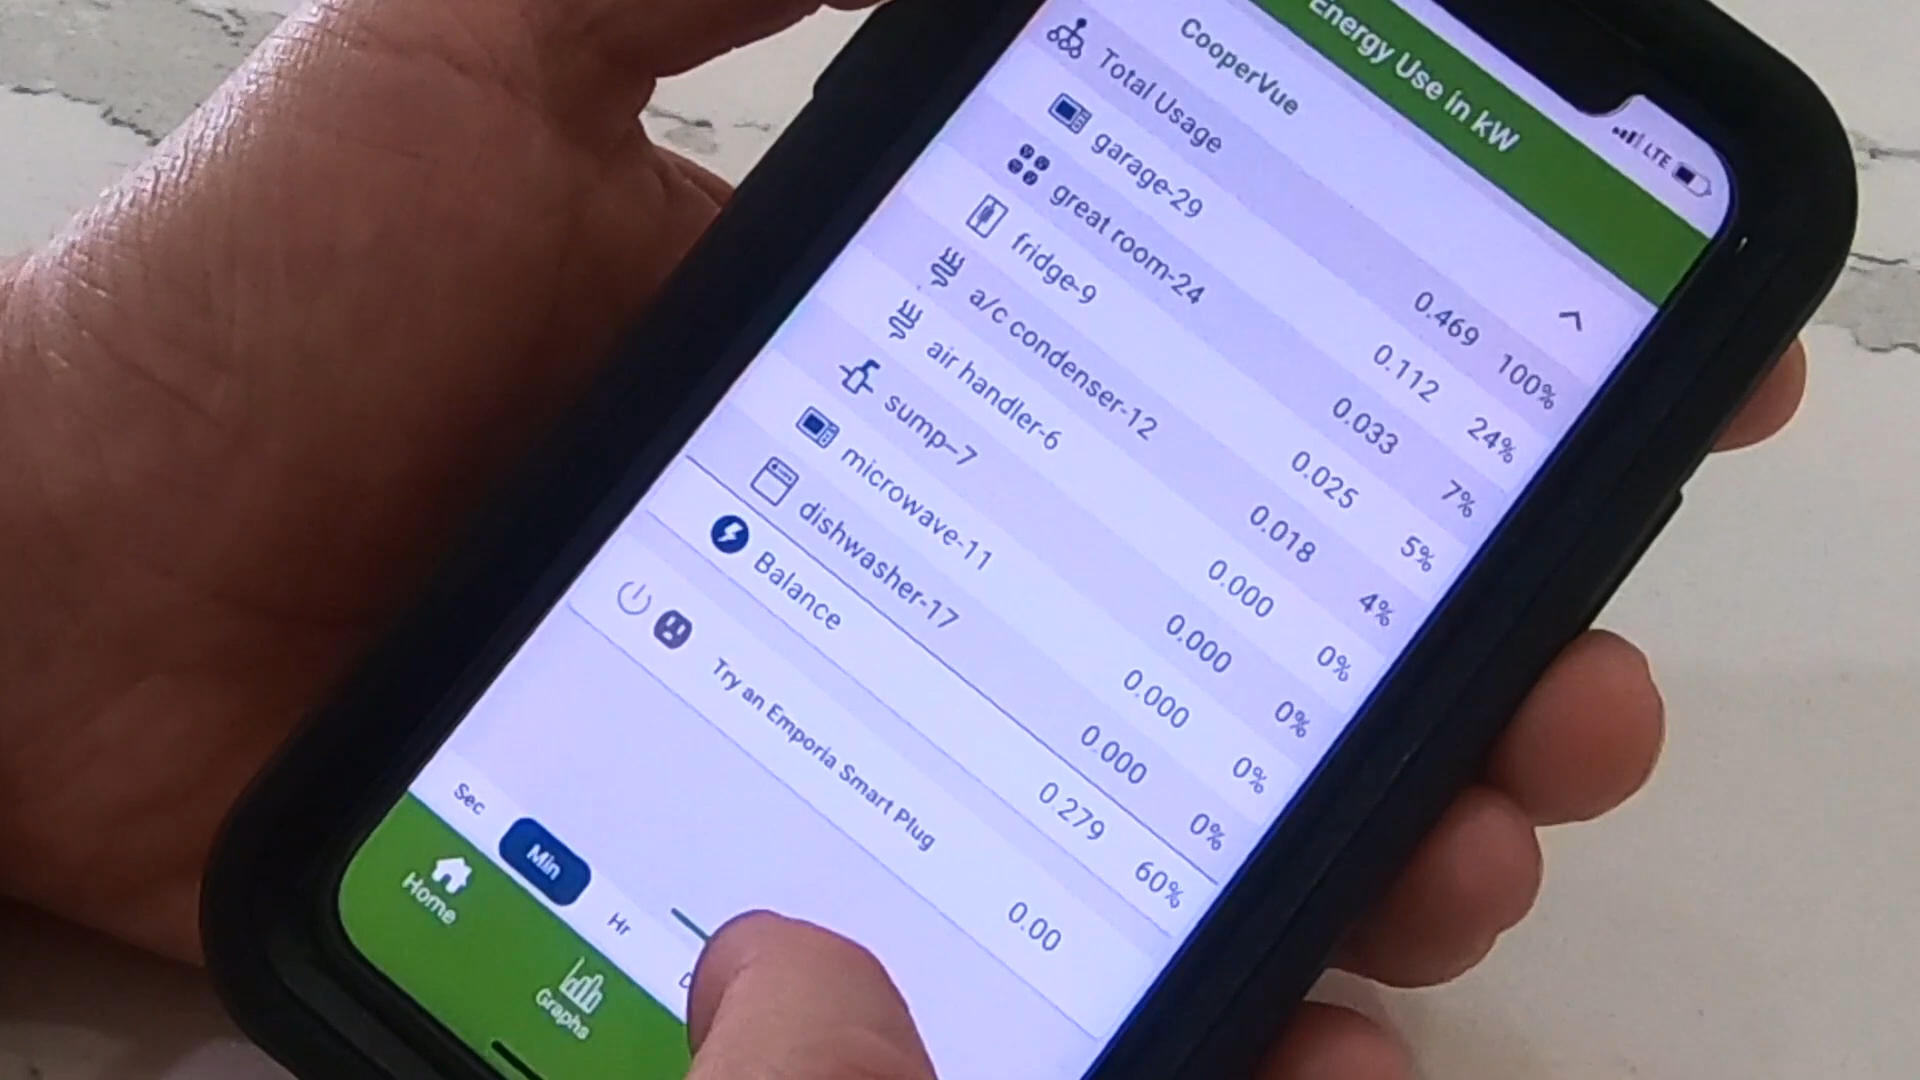 LTE
Energy Use in kW
CooperVue
Total Usage 0.469 100%
garage-29 0.112 24%
great room-24 0.033 7%
fridge-9 0.025 5%
a/c condenser-12 0.018 4%
air handler-6 0.000 0%
sump--7 0.000 0%
microwave-11 0.000 0%
dishwasher-17 0.000 0%
Balance 0.279 60%
Try an Emporia Smart Plug 0.00
Sec Min Hr
Home Graphs